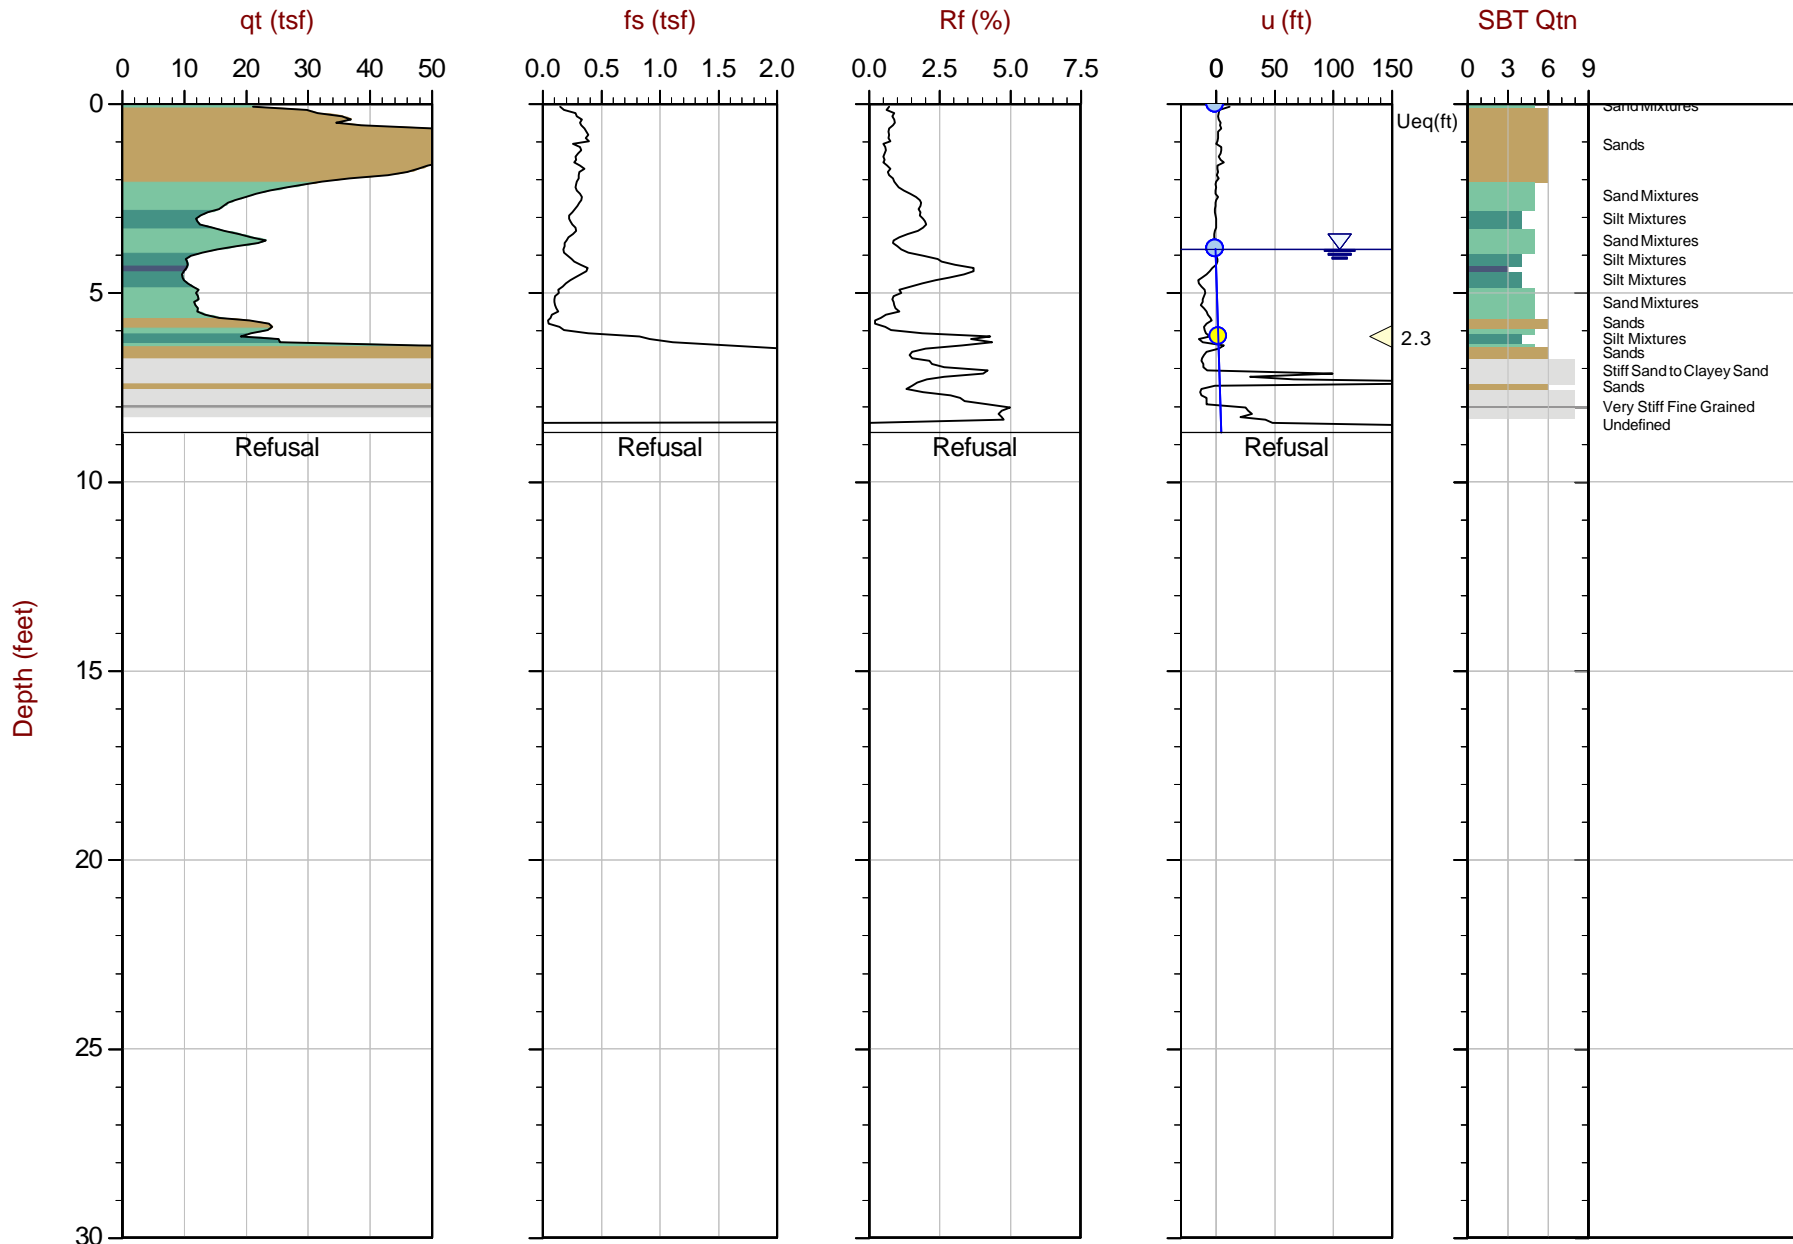 qt (tsf) fs (tsf) Rf (%) u (ft) SBT Qtn
0 10 20 30 40 50 0.0 0.5 1.0 1.5 2.0 0.0 2.5 5.0 7.5 0 50 100 150 0 3 6 9
0
Sand Mixtures
Ueq(ft)
Sands
Sand Mixtures
Silt Mixtures
Sand Mixtures
Silt Mixtures
Silt Mixtures
5
Sand Mixtures
Sands
2.3
Silt Mixtures
Sands
Stiff Sand to Clayey Sand
Sands
Very Stiff Fine Grained
Undefined
Refusal Refusal Refusal Refusal
10
15
Depth (feet)
20
25
30